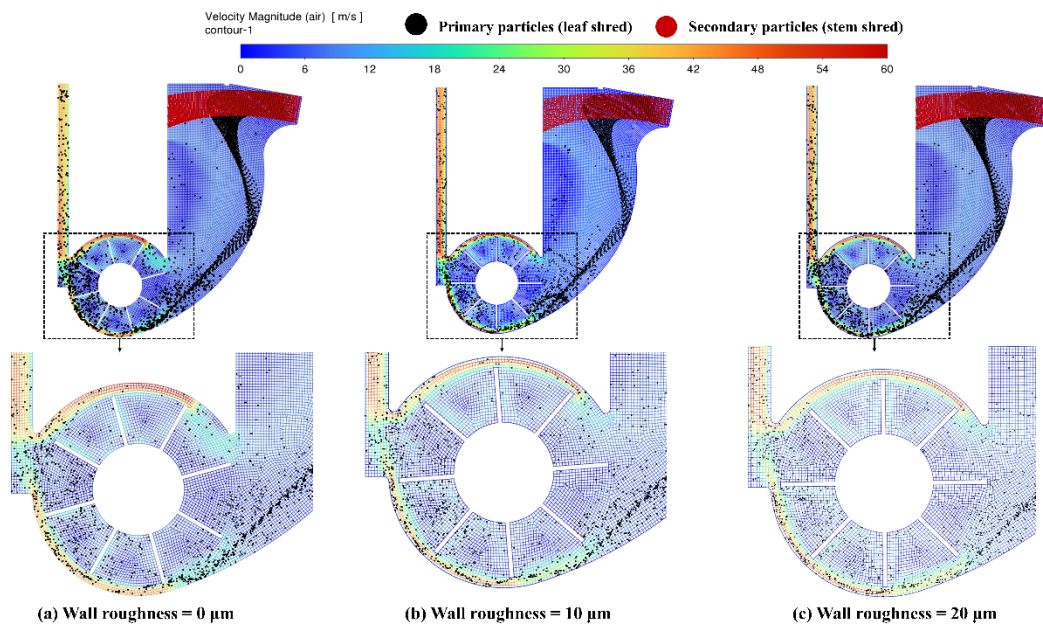 Velocity Magnitude (air) [ m/s ]
contour-1
Primary particles (leaf shred)
Secondary particles (stem shred)
0 6 12 18 24 30 36 42 48 54 60
(a) Wall roughness = 0 µm
(b) Wall roughness = 10 µm
(c) Wall roughness = 20 µm